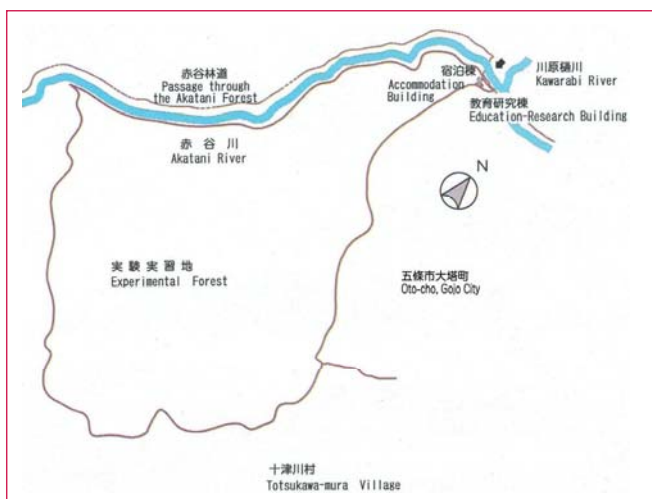 赤谷林道
Passage through
the Akatani Forest
宿泊棟
Accommodation
Building
川原樋川
Kawarabi River
教育研究棟
Education-Research Building
赤 谷 川
Akatani River
N
実 験 実 習 地
Experimental Forest
五條市大塔町
Oto-cho, Gojo City
十津川村
Totsukawa-mura Village